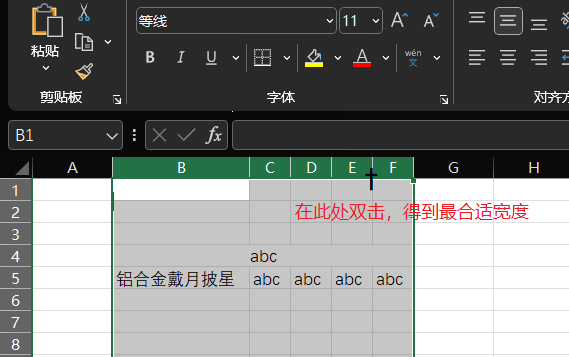 等线 11 A A
粘贴 B I U A wén 文
剪贴板 字体 对齐方
B1 fx
A B C D E F G H
1
2 在此处双击，得到最合适宽度
3
4 abc
5 铝合金戴月披星 abc abc abc abc
6
7
8